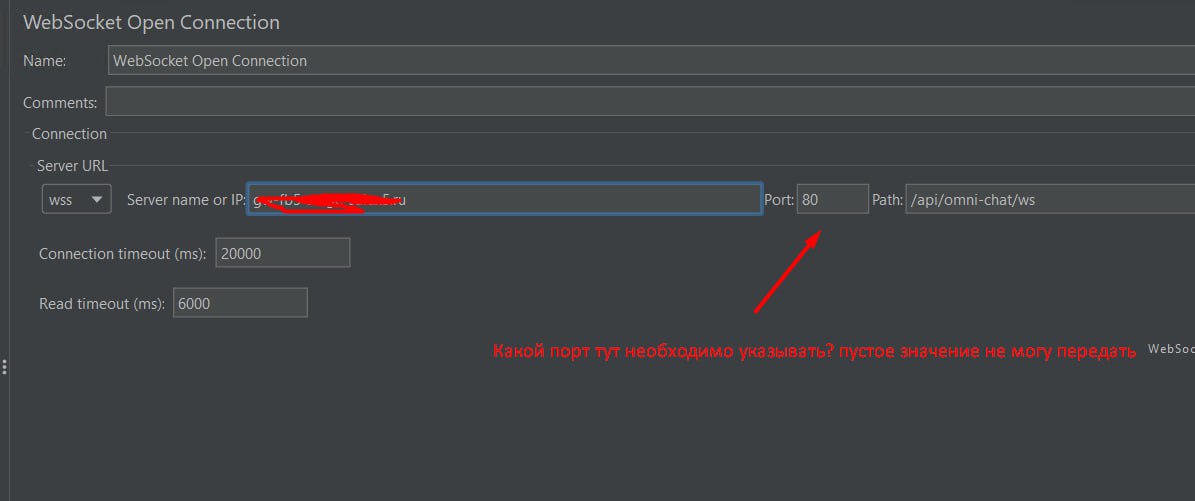 WebSocket Open Connection
Name: WebSocket Open Connection
Comments:
Connection
Server URL
wss Server name or IP: .ru Port: 80 Path: /api/omni-chat/ws
Connection timeout (ms): 20000
Read timeout (ms): 6000
Какой порт тут необходимо указывать? пустое значение не могу передать WebSoc